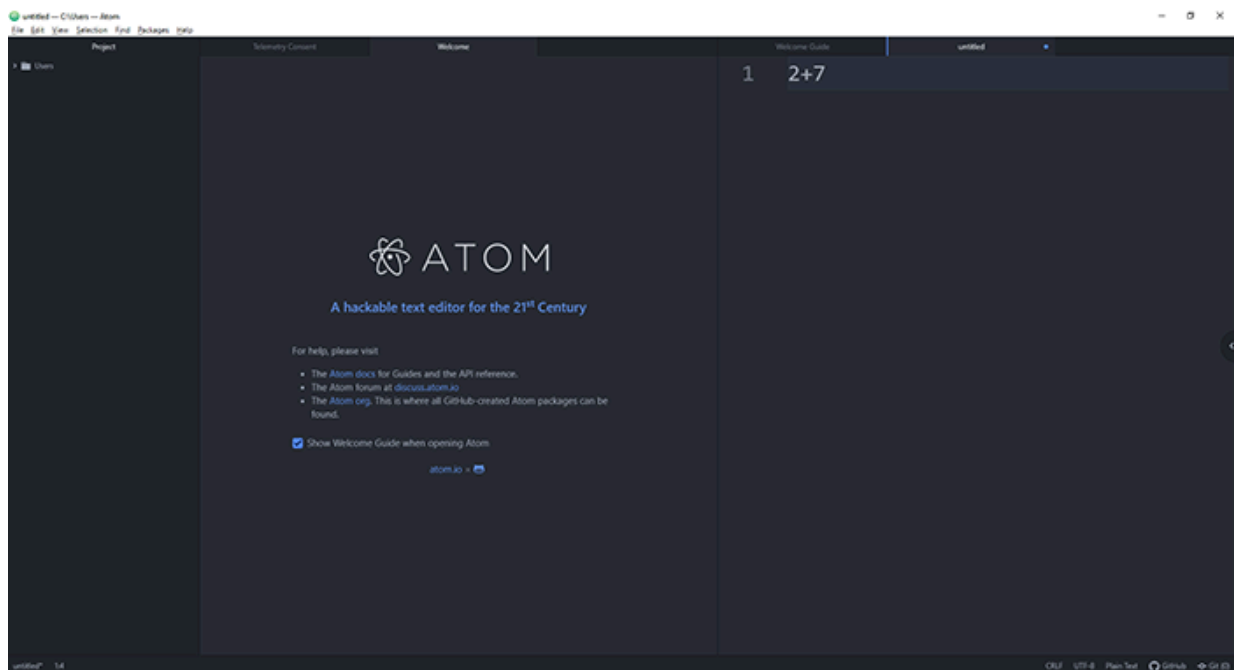 untitled — C:\Users — Atom
File Edit View Selection Find Packages Help
Project
Telemetry Consent
Welcome
Welcome Guide
untitled
Users
1 2+7
ATOM
A hackable text editor for the 21st Century
For help, please visit
• The Atom docs for Guides and the API reference.
• The Atom forum at discuss.atom.io
• The Atom org. This is where all GitHub-created Atom packages can be
found.
Show Welcome Guide when opening Atom
atom.io ×
untitled* 1:4
CRLF UTF-8 Plain Text GitHub Git (0)